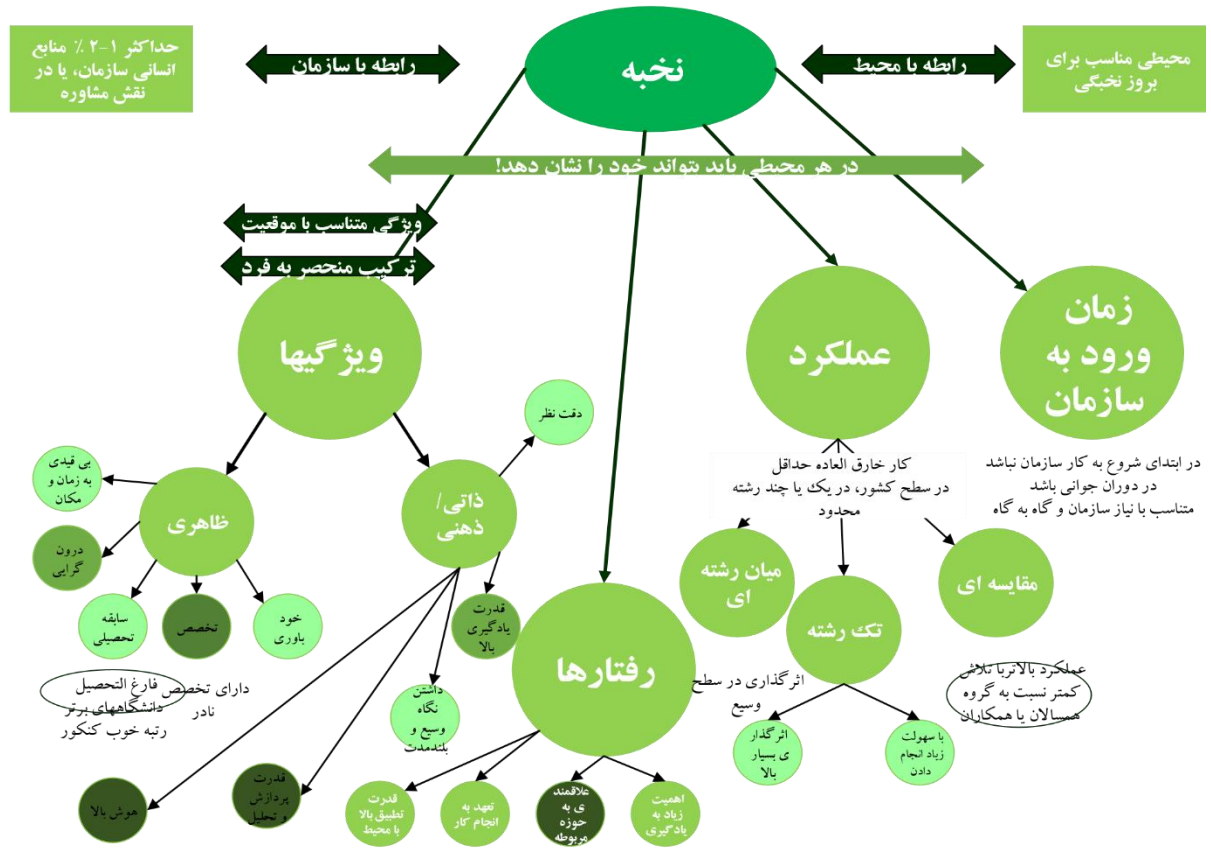 حداکثر ۱-۲ ٪ منابع
انسانی سازمان، یا در
نقش مشاوره
رابطه با سازمان
نخبه
رابطه با محیط
محیطی مناسب برای
بروز نخبگی
در هر محیطی باید بتواند خود را نشان دهد!
ویژگی متناسب با موقعیت
ترکیب منحصر به فرد
ویژگیها
عملکرد
زمان
ورود به
سازمان
دقت نظر
کار خارق العاده حداقل
در سطح کشور، در یک یا چند رشته
محدود
در ابتدای شروع به کار سازمان نباشد
در دوران جوانی باشد
متناسب با نیاز سازمان و گاه به گاه
بی قیدی
به زمان و
مکان
ظاهری
ذاتی/
ذهنی
درون
گرایی
سابقه
تحصیلی
تخصص
خود
باوری
قدرت
یادگیری
بالا
میان رشته
ای
تک رشته
مقایسه ای
رفتارها
فارغ التحصیل
دانشگاههای برتر
رتبه خوب کنکور
دارای تخصص
نادر
داشتن
نگاه
وسیع و
بلندمدت
اثرگذاری در سطح
وسیع
عملکرد بالاتربا تلاش
کمتر نسبت به گروه
همسالان یا همکاران
اثرگذار
ی بسیار
بالا
با سهولت
زیاد انجام
دادن
هوش بالا
قدرت
پردازش
و تحلیل
قدرت
تطبیق بالا
با محیط
تعهد به
انجام کار
علاقمند
ی به
حوزه
مربوطه
اهمیت
زیاد به
یادگیری